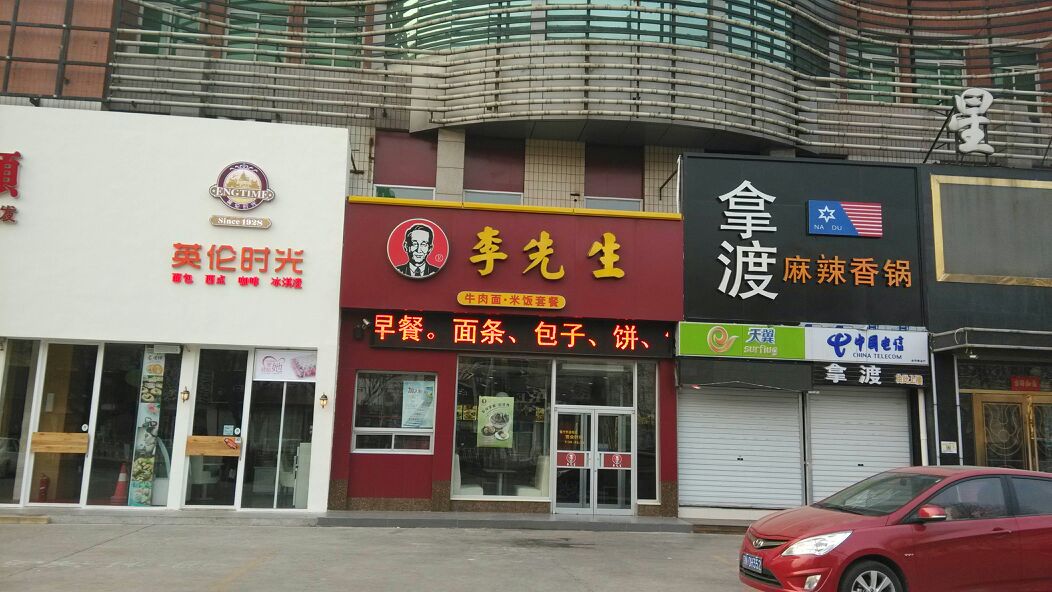 发
ENGTIME
Since 1928
英伦时光
面包 西点 咖啡 冰淇淋
李先生
®
牛肉面·米饭套餐
早餐。面条、包子、饼、
拿渡
NA DU
麻辣香锅
天翼
surfing
中国电信
CHINA TELECOM
拿渡
星